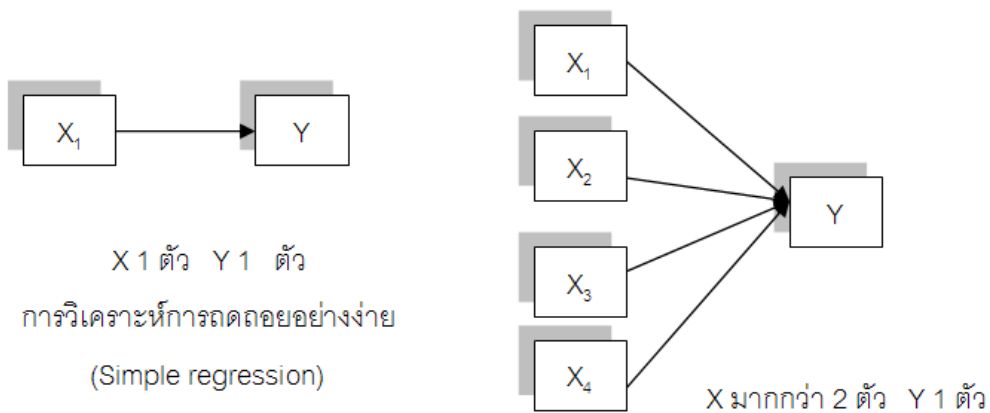 X₁
Y
X 1 ตัว Y 1 ตัว
การวิเคราะห์การถดถอยอย่างง่าย
(Simple regression)
X₁
X₂
X₃
X₄
Y
X มากกว่า 2 ตัว Y 1 ตัว